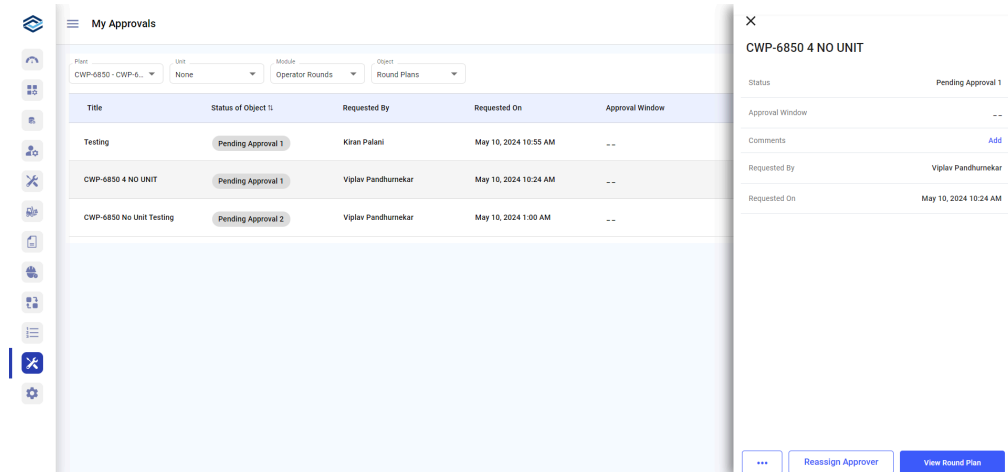 My Approvals
Plant
CWP-6850 - CWP-6...
Unit
None
Module
Operator Rounds
Object
Round Plans
Title Status of Object Requested By Requested On Approval Window
Testing Pending Approval 1 Kiran Palani May 10, 2024 10:55 AM --
CWP-6850 4 NO UNIT Pending Approval 1 Viplav Pandhurnekar May 10, 2024 10:24 AM --
CWP-6850 No Unit Testing Pending Approval 2 Viplav Pandhurnekar May 10, 2024 1:00 AM --
CWP-6850 4 NO UNIT
Status Pending Approval 1
Approval Window --
Comments Add
Requested By Viplav Pandhurnekar
Requested On May 10, 2024 10:24 AM
Reassign Approver
View Round Plan